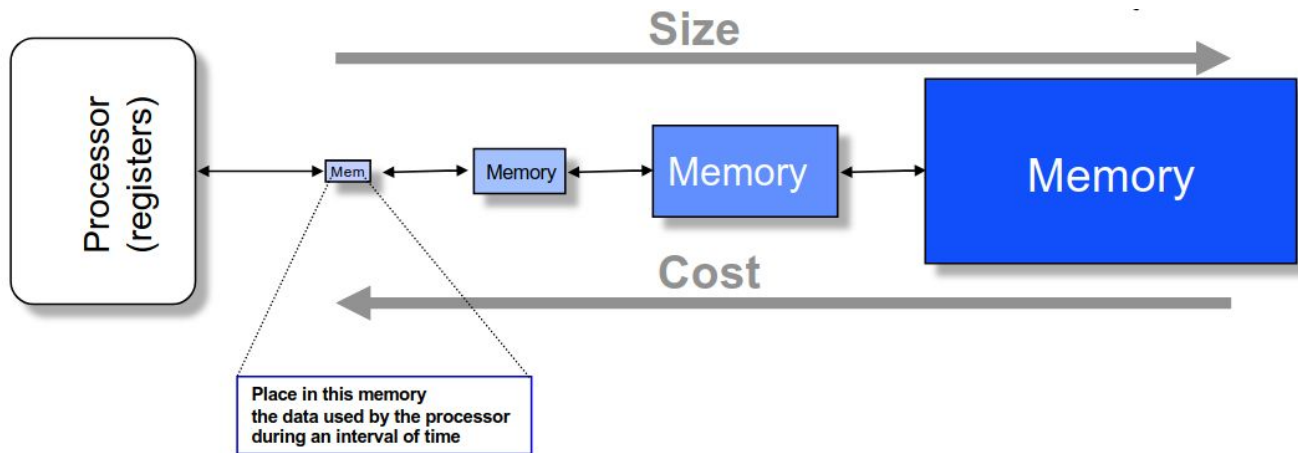 Size
Processor
(registers)
Mem
Memory
Memory
Memory
Cost
Place in this memory
the data used by the processor
during an interval of time